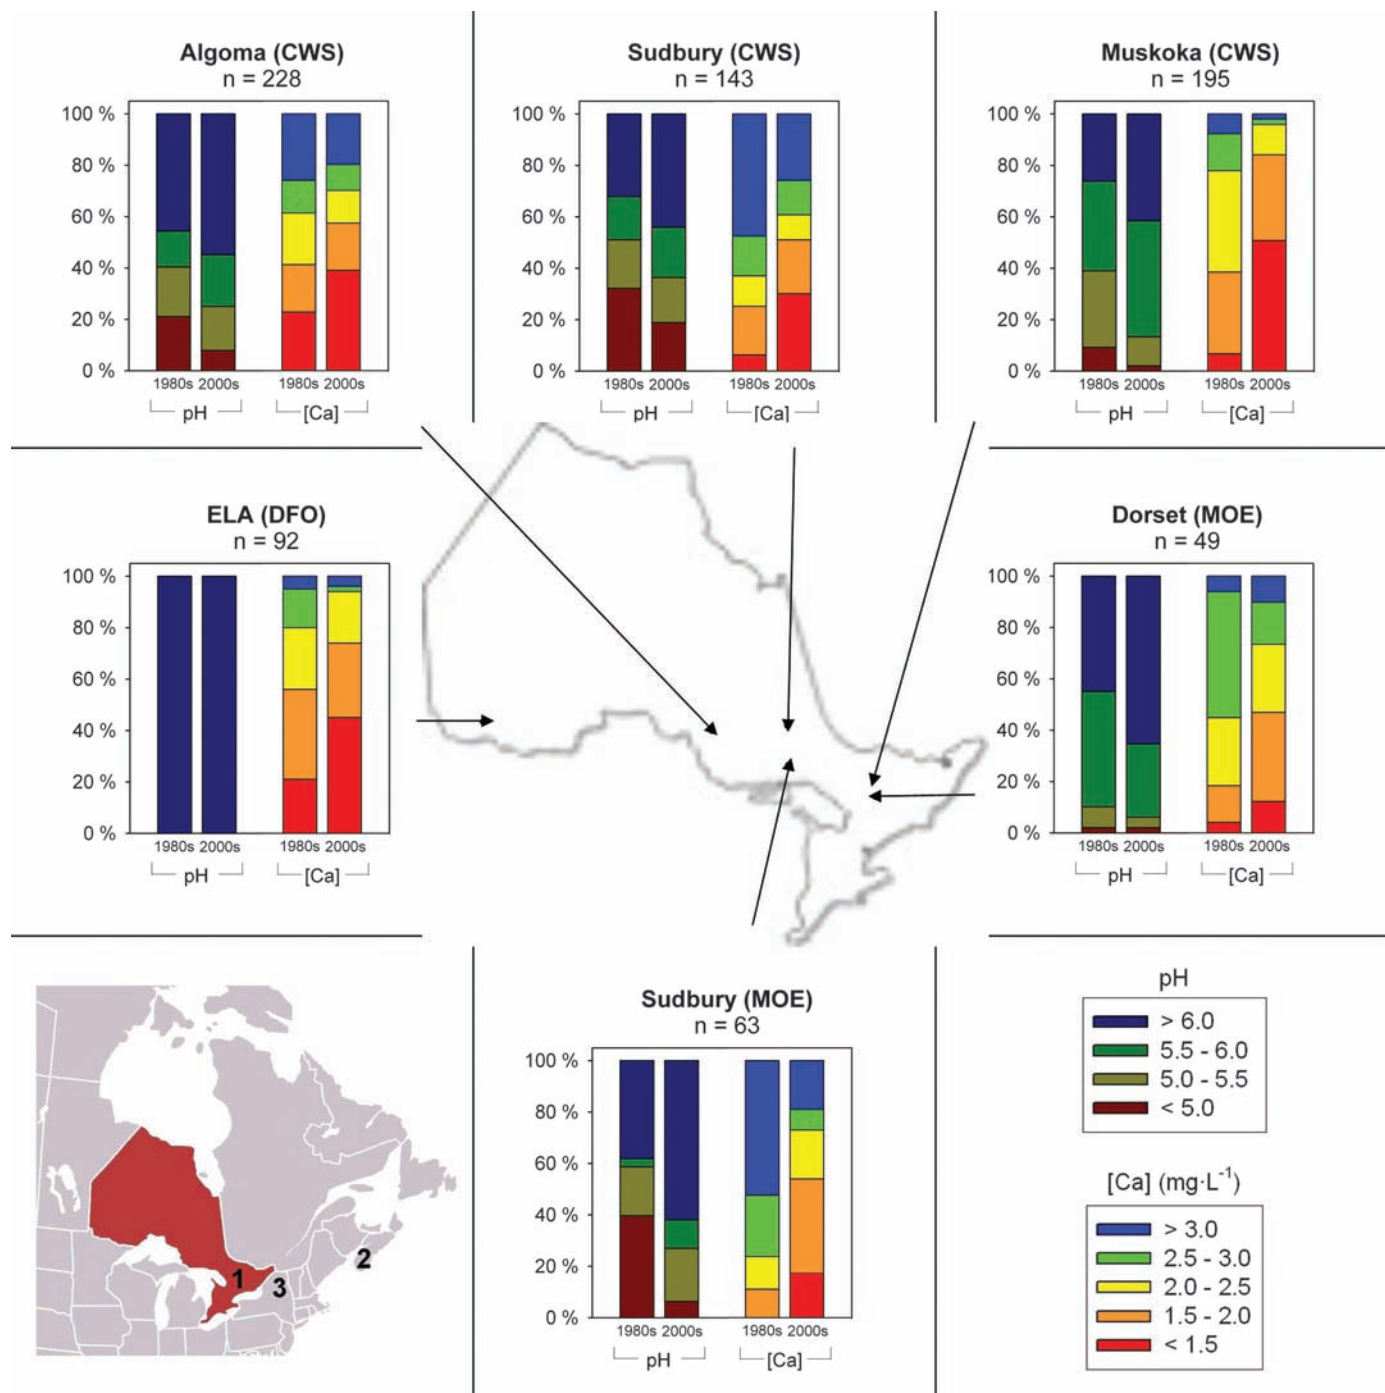 Algoma (CWS)
n = 228
100 %
80 %
60 %
40 %
20 %
0 %
1980s 2000s 1980s 2000s
pH [Ca]
Sudbury (CWS)
n = 143
100 %
80 %
60 %
40 %
20 %
0 %
1980s 2000s 1980s 2000s
pH [Ca]
Muskoka (CWS)
n = 195
100 %
80 %
60 %
40 %
20 %
0 %
1980s 2000s 1980s 2000s
pH [Ca]
ELA (DFO)
n = 92
100 %
80 %
60 %
40 %
20 %
0 %
1980s 2000s 1980s 2000s
pH [Ca]
Dorset (MOE)
n = 49
100 %
80 %
60 %
40 %
20 %
0 %
1980s 2000s 1980s 2000s
pH [Ca]
1
3
2
Sudbury (MOE)
n = 63
100 %
80 %
60 %
40 %
20 %
0 %
1980s 2000s 1980s 2000s
pH [Ca]
pH
> 6.0
5.5 - 6.0
5.0 - 5.5
< 5.0
[Ca] (mg·L⁻¹)
> 3.0
2.5 - 3.0
2.0 - 2.5
1.5 - 2.0
< 1.5